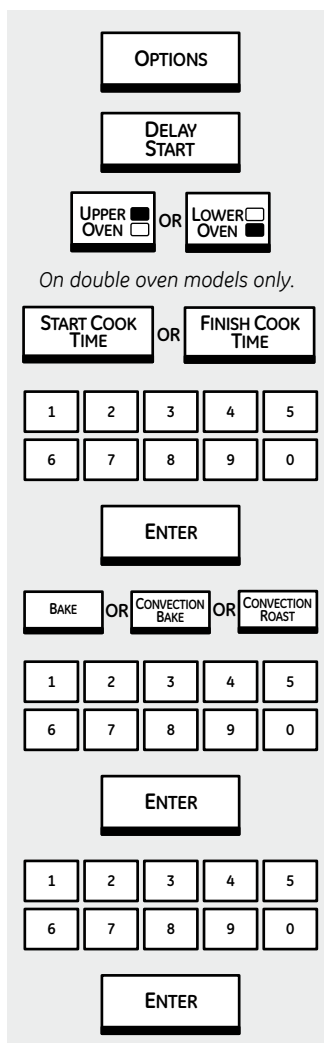 OPTIONS
DELAY
START
UPPER
OVEN
OR
LOWER
OVEN
On double oven models only.
START COOK
TIME
OR
FINISH COOK
TIME
1 2 3 4 5
6 7 8 9 0
ENTER
BAKE
OR
CONVECTION
BAKE
OR
CONVECTION
ROAST
1 2 3 4 5
6 7 8 9 0
ENTER
1 2 3 4 5
6 7 8 9 0
ENTER